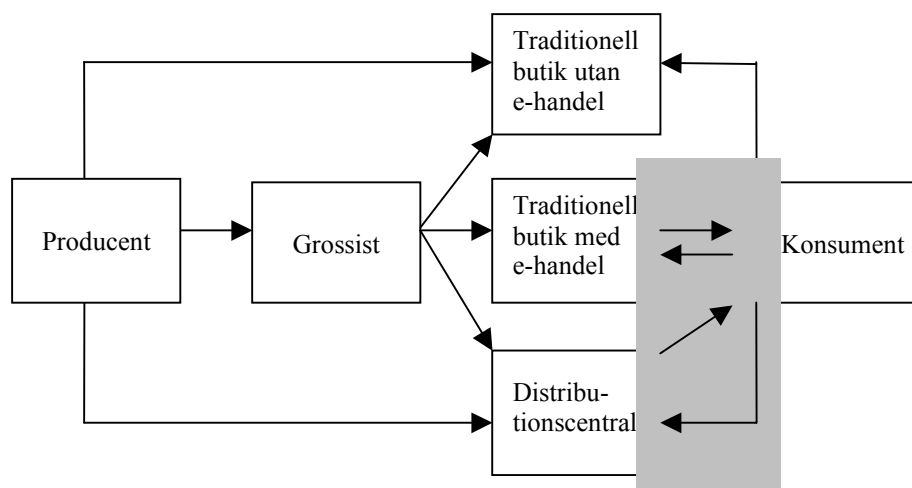 Traditionell
butik utan
e-handel
Producent
Grossist
Traditionell
butik med
e-handel
Konsument
Distribu-
tionscentral